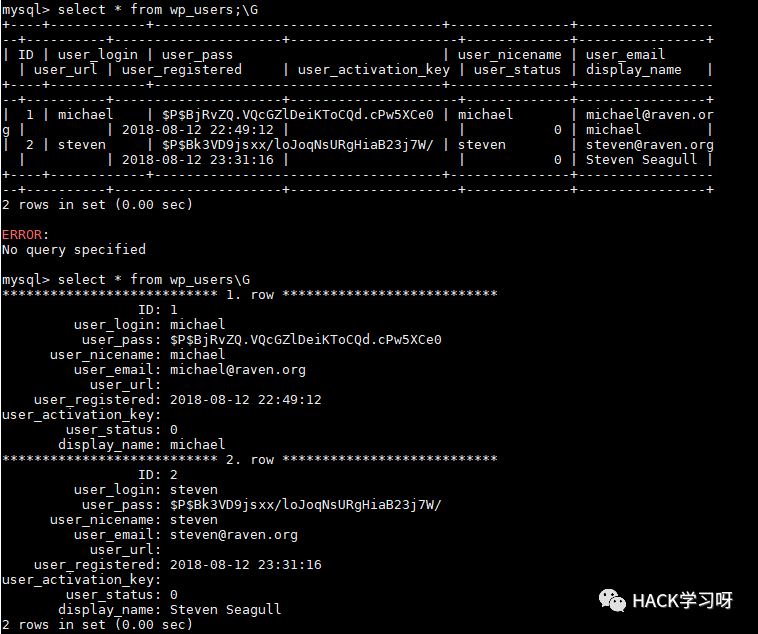 mysql> select * from wp_users;\G
+----+------------+------------------------------------+---------------+-----------------
--+----------+---------------------+---------------------+-------------+----------------+
| ID | user_login | user_pass                          | user_nicename | user_email
  | user_url | user_registered     | user_activation_key | user_status | display_name   |
+----+------------+------------------------------------+---------------+-----------------
--+----------+---------------------+---------------------+-------------+----------------+
|  1 | michael    | $P$BjRvZQ.VQcGZlDeiKToCQd.cPw5XCe0 | michael       | michael@raven.or
g |          | 2018-08-12 22:49:12 |                     |           0 | michael        |
|  2 | steven     | $P$Bk3VD9jsxx/loJoqNsURgHiaB23j7W/ | steven        | steven@raven.org
  |          | 2018-08-12 23:31:16 |                     |           0 | Steven Seagull |
+----+------------+------------------------------------+---------------+-----------------
--+----------+---------------------+---------------------+-------------+----------------+
2 rows in set (0.00 sec)

ERROR:
No query specified

mysql> select * from wp_users\G
*************************** 1. row ***************************
                 ID: 1
         user_login: michael
          user_pass: $P$BjRvZQ.VQcGZlDeiKToCQd.cPw5XCe0
      user_nicename: michael
         user_email: michael@raven.org
           user_url:
    user_registered: 2018-08-12 22:49:12
user_activation_key:
        user_status: 0
       display_name: michael
*************************** 2. row ***************************
                 ID: 2
         user_login: steven
          user_pass: $P$Bk3VD9jsxx/loJoqNsURgHiaB23j7W/
      user_nicename: steven
         user_email: steven@raven.org
           user_url:
    user_registered: 2018-08-12 23:31:16
user_activation_key:
        user_status: 0
       display_name: Steven Seagull
2 rows in set (0.00 sec)
HACK学习呀